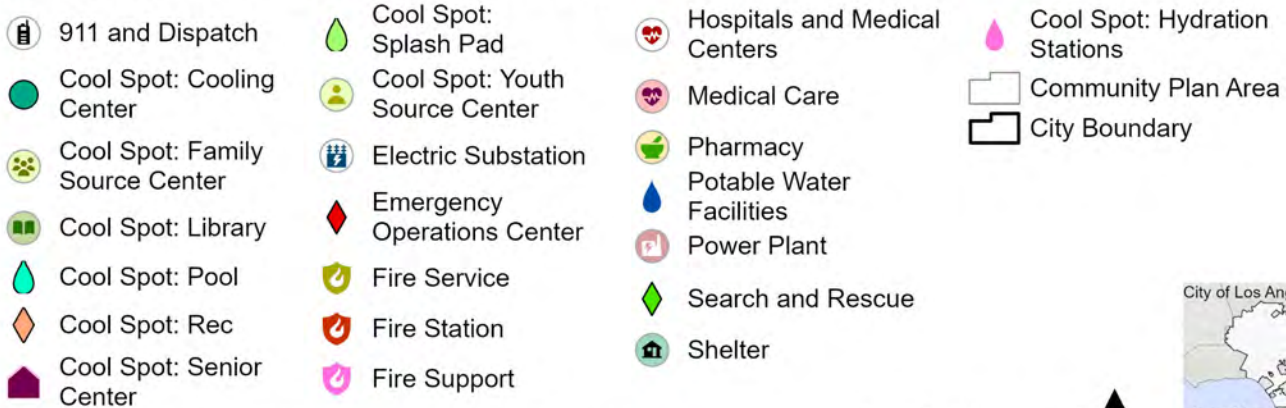 911 and Dispatch
Cool Spot: Cooling
Center
Cool Spot: Family
Source Center
Cool Spot: Library
Cool Spot: Pool
Cool Spot: Rec
Cool Spot: Senior
Center
Cool Spot:
Splash Pad
Cool Spot: Youth
Source Center
Electric Substation
Emergency
Operations Center
Fire Service
Fire Station
Fire Support
Hospitals and Medical
Centers
Medical Care
Pharmacy
Potable Water
Facilities
Power Plant
Search and Rescue
Shelter
Cool Spot: Hydration
Stations
Community Plan Area
City Boundary
City of Los